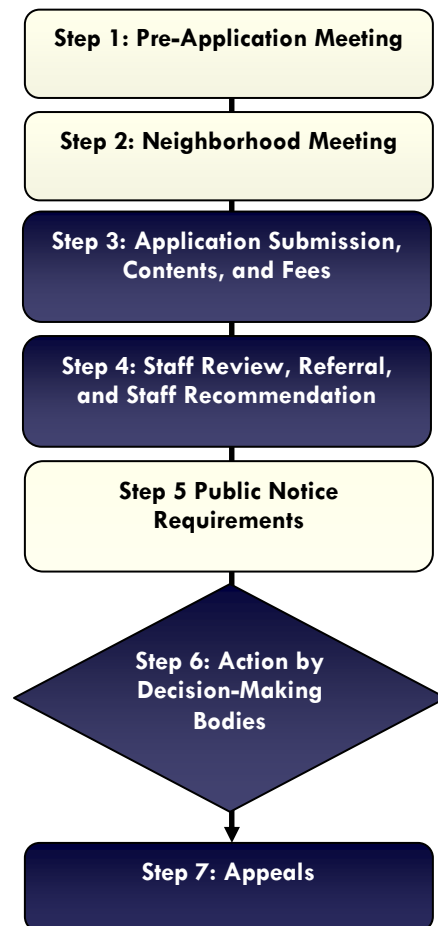 Step 1: Pre-Application Meeting
Step 2: Neighborhood Meeting
Step 3: Application Submission,
Contents, and Fees
Step 4: Staff Review, Referral,
and Staff Recommendation
Step 5 Public Notice
Requirements
Step 6: Action by
Decision-Making
Bodies
Step 7: Appeals